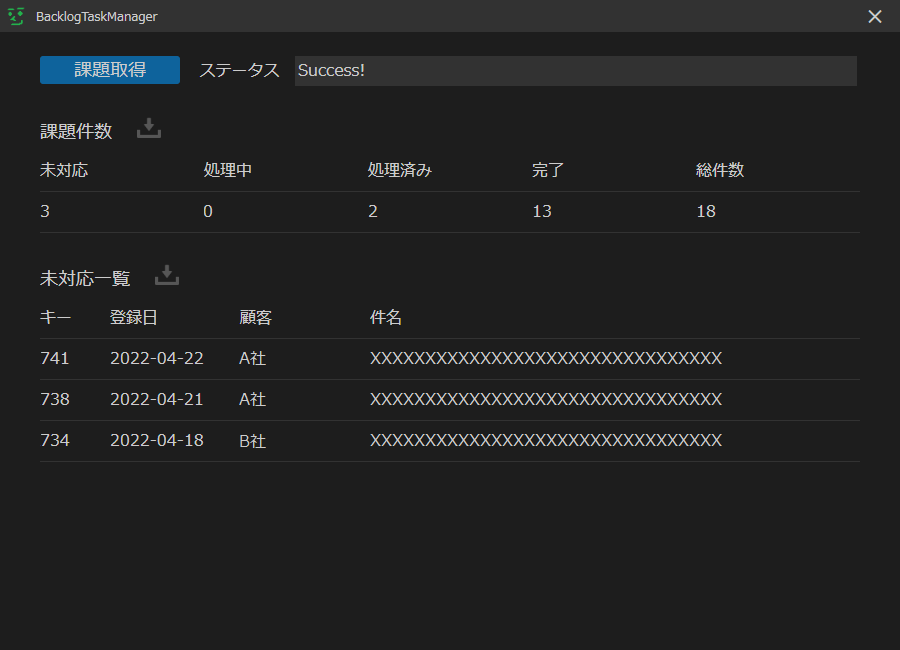 BacklogTaskManager
課題取得 ステータス Success!
課題件数
未対応 処理中 処理済み 完了 総件数
3 0 2 13 18
未対応一覧
キー 登録日 顧客 件名
741 2022-04-22 A社 XXXXXXXXXXXXXXXXXXXXXXXXXXXXXXXX
738 2022-04-21 A社 XXXXXXXXXXXXXXXXXXXXXXXXXXXXXXXX
734 2022-04-18 B社 XXXXXXXXXXXXXXXXXXXXXXXXXXXXXXXX